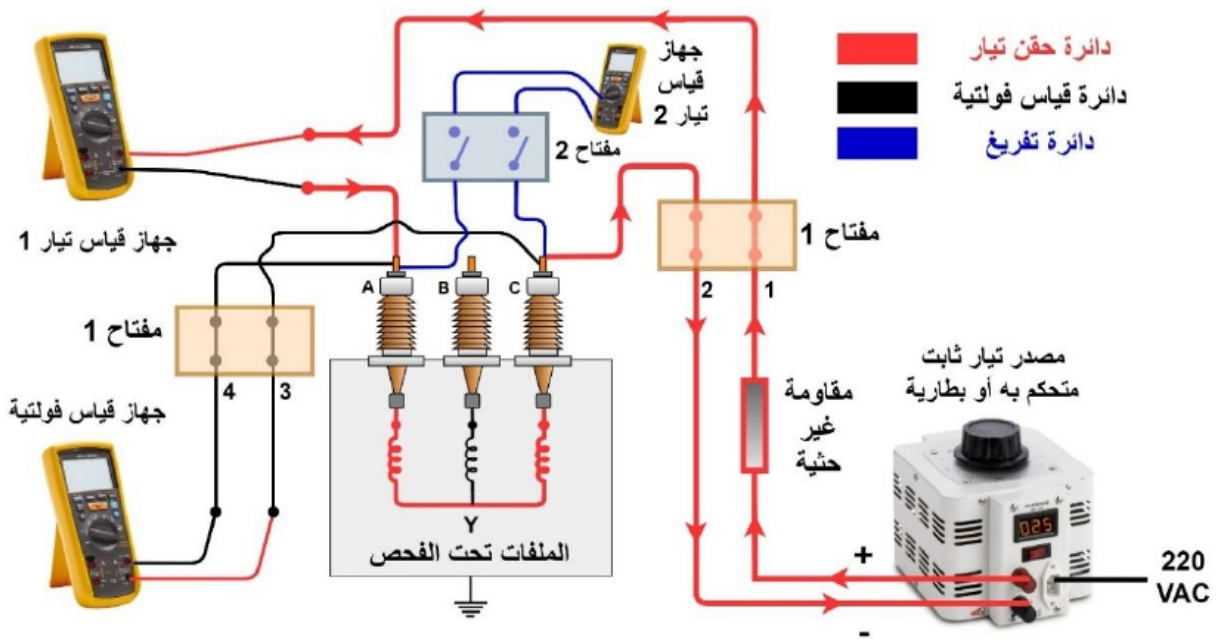 دائرة حقن تيار
دائرة قياس فولتية
دائرة تفريغ
جهاز
قياس
تيار 2
مفتاح 2
جهاز قياس تيار 1
مفتاح 1
2
1
A
B
C
مفتاح 1
4
3
جهاز قياس فولتية
مقاومة
غير
حثية
مصدر تيار ثابت
متحكم به أو بطارية
025
Y
الملفات تحت الفحص
+
-
220
VAC